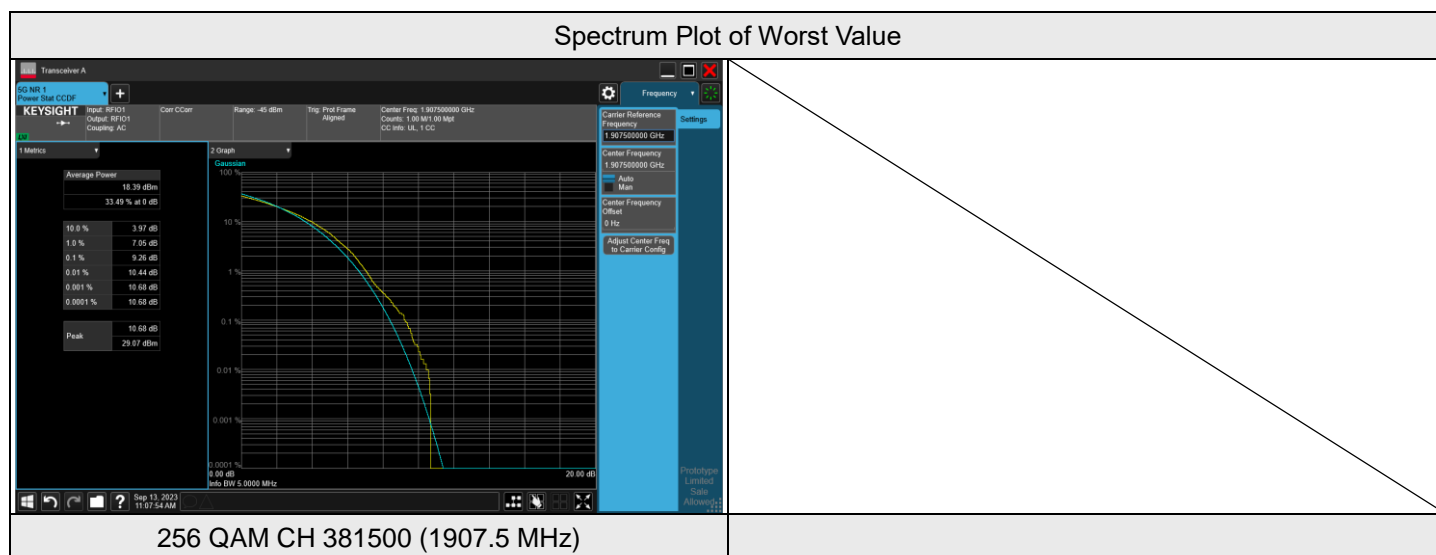 Spectrum Plot of Worst Value
Transceiver A
5G NR 1
Power Stat CCDF
+
Frequency
KEYSIGHT
Input: RFIO1
Output: RFIO1
Coupling: AC
Corr CCorr
Range: -45 dBm
Trig: Prot Frame
Aligned
Center Freq: 1.907500000 GHz
Counts: 1.00 M/1.00 Mpt
CC Info: UL, 1 CC
1 Metrics
Average Power
18.39 dBm
33.49 % at 0 dB
10.0 % 3.97 dB
1.0 % 7.05 dB
0.1 % 9.26 dB
0.01 % 10.44 dB
0.001 % 10.68 dB
0.0001 % 10.68 dB
Peak
10.68 dB
29.07 dBm
2 Graph
Gaussian
100 %
10 %
1 %
0.1 %
0.01 %
0.001 %
0.0001 %
0.00 dB 20.00 dB
Info BW 5.0000 MHz
Carrier Reference
Frequency
1.907500000 GHz
Center Frequency
1.907500000 GHz
Auto
Man
Center Frequency
Offset
0 Hz
Adjust Center Freq
to Carrier Config
Settings
Prototype
Limited
Sale
Allowed
?
Sep 13, 2023
11:07:54 AM
256 QAM CH 381500 (1907.5 MHz)